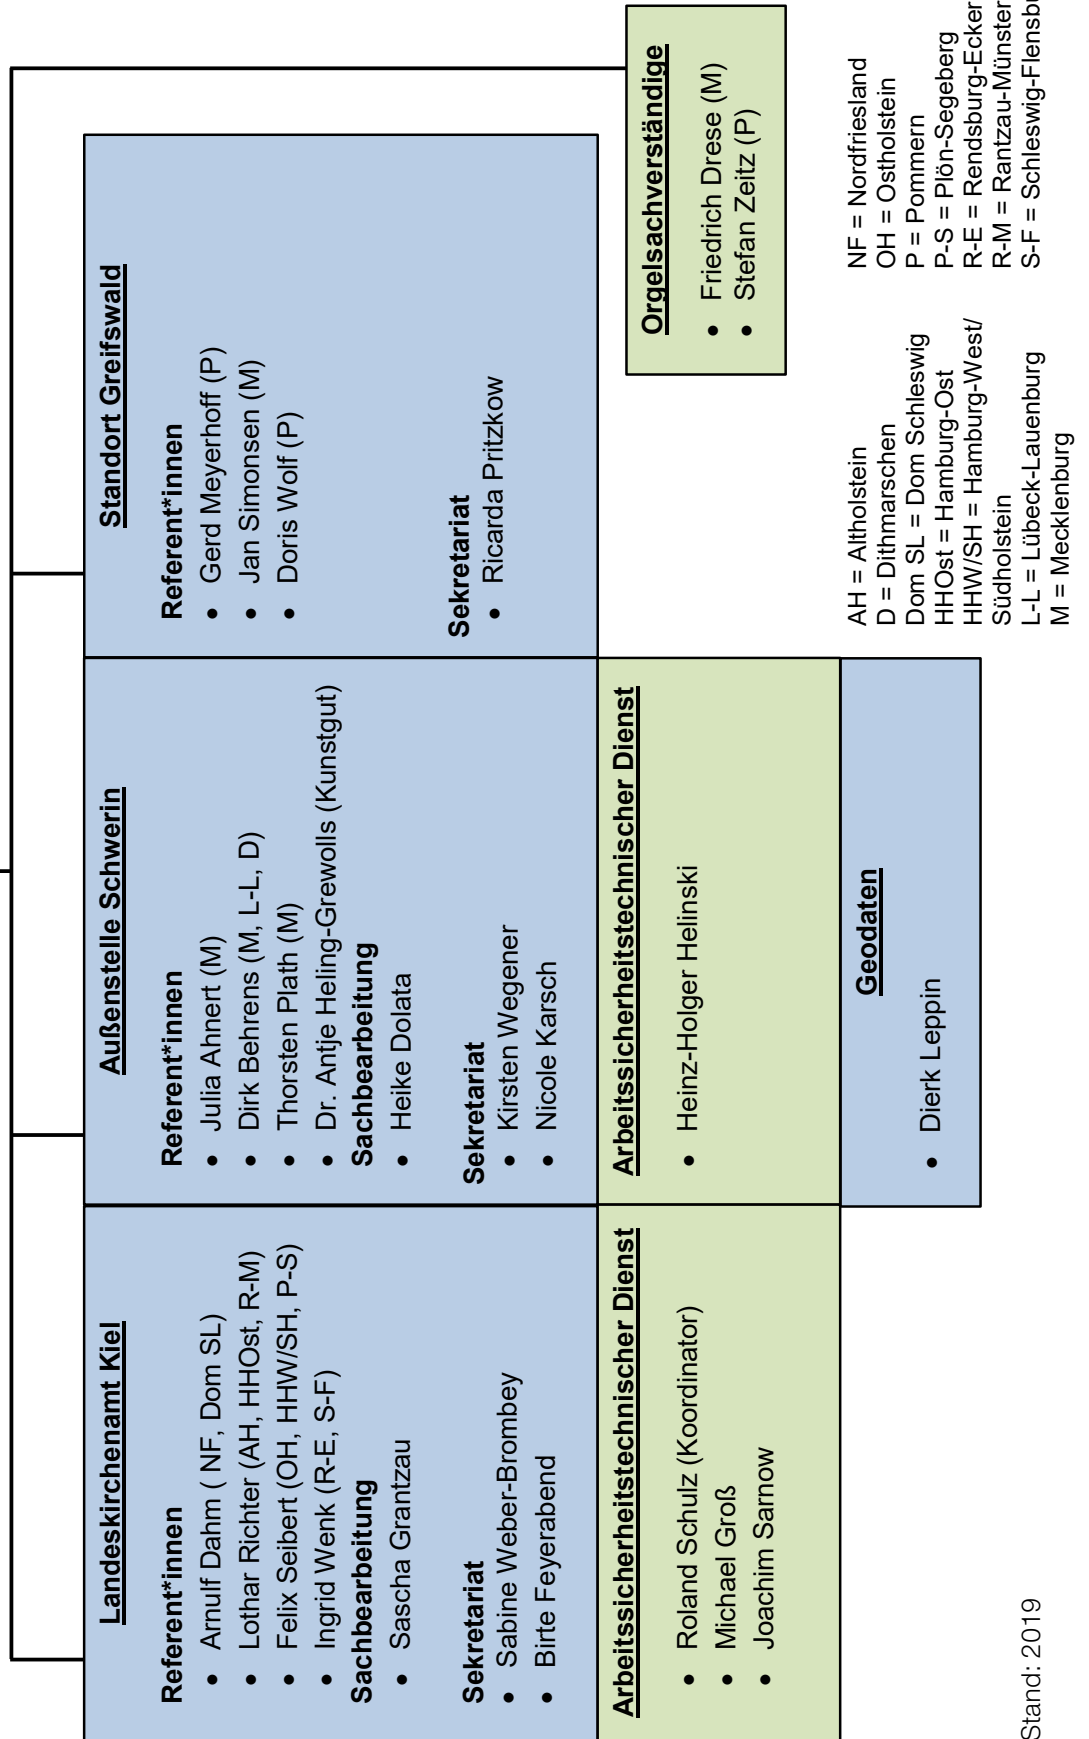 Landeskirchenamt Kiel
Referent*innen
• Arnulf Dahm ( NF, Dom SL)
• Lothar Richter (AH, HHOst, R-M)
• Felix Seibert (OH, HHW/SH, P-S)
• Ingrid Wenk (R-E, S-F)
Sachbearbeitung
• Sascha Grantzau
Sekretariat
• Sabine Weber-Brombey
• Birte Feyerabend
Arbeitssicherheitstechnischer Dienst
• Roland Schulz (Koordinator)
• Michael Groß
• Joachim Sarnow
Außenstelle Schwerin
Referent*innen
• Julia Ahnert (M)
• Dirk Behrens (M, L-L, D)
• Thorsten Plath (M)
• Dr. Antje Heling-Grewolls (Kunstgut)
Sachbearbeitung
• Heike Dolata
Sekretariat
• Kirsten Wegener
• Nicole Karsch
Arbeitssicherheitstechnischer Dienst
• Heinz-Holger Helinski
Geodaten
• Dierk Leppin
Standort Greifswald
Referent*innen
• Gerd Meyerhoff (P)
• Jan Simonsen (M)
• Doris Wolf (P)
Sekretariat
• Ricarda Pritzkow
Orgelsachverständige
• Friedrich Drese (M)
• Stefan Zeitz (P)
AH = Altholstein
D = Dithmarschen
Dom SL = Dom Schleswig
HHOst = Hamburg-Ost
HHW/SH = Hamburg-West/
Südholstein
L-L = Lübeck-Lauenburg
M = Mecklenburg
NF = Nordfriesland
OH = Ostholstein
P = Pommern
P-S = Plön-Segeberg
R-E = Rendsburg-Ecker
R-M = Rantzau-Münster
S-F = Schleswig-Flensbu
Stand: 2019